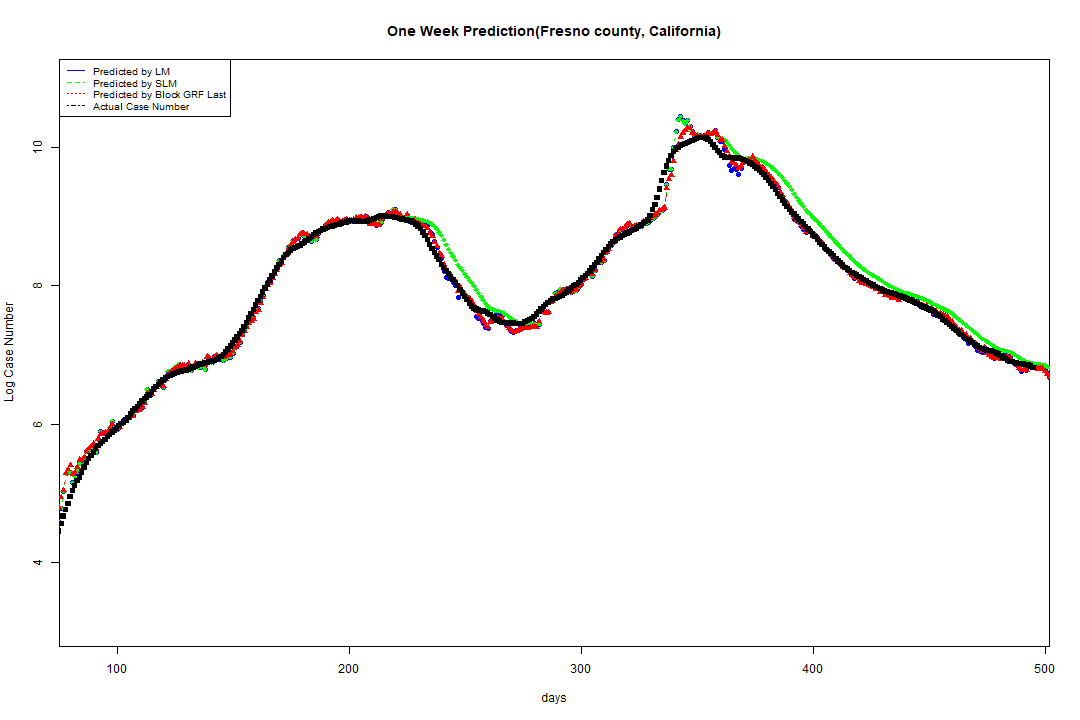 One Week Prediction(Fresno county, California)
Predicted by LM
Predicted by SLM
Predicted by Block GRF Last
Actual Case Number
10
8
6
4
Log Case Number
100 200 300 400 500
days